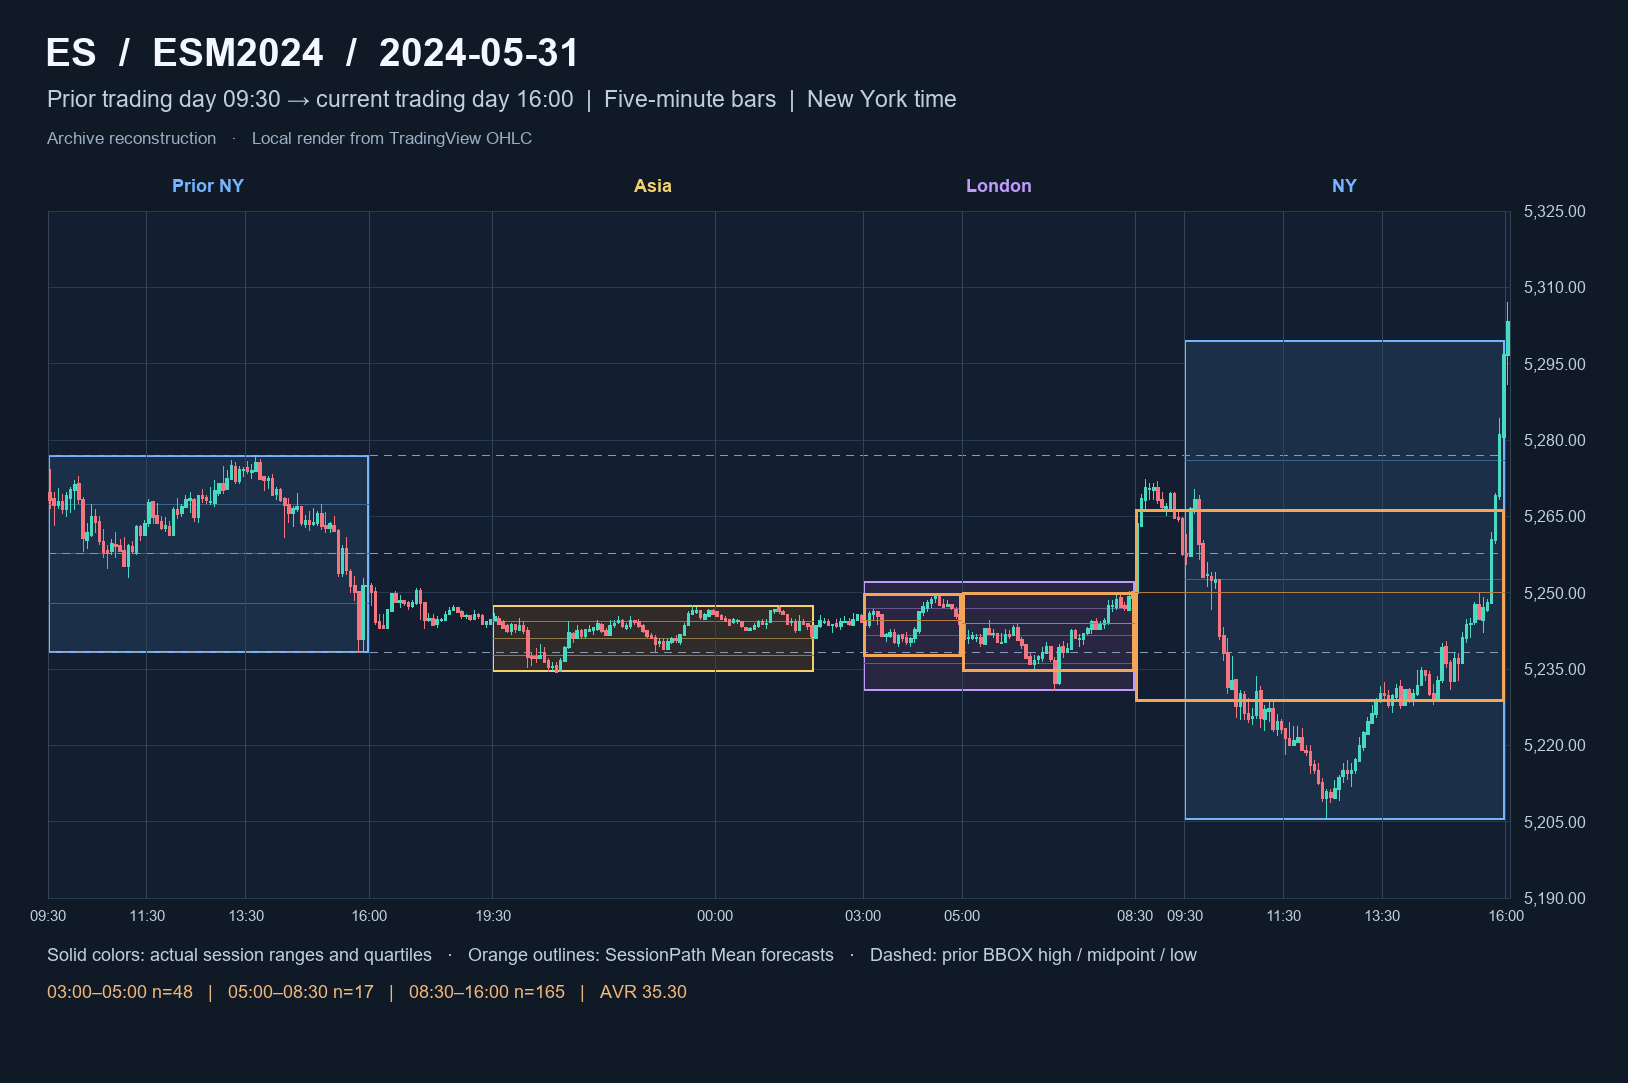 ES / ESM2024 / 2024-05-31
Prior trading day 09:30 → current trading day 16:00 | Five-minute bars | New York time
Archive reconstruction · Local render from TradingView OHLC
Prior NY Asia London NY
5,325.00
5,310.00
5,295.00
5,280.00
5,265.00
5,250.00
5,235.00
5,220.00
5,205.00
5,190.00
09:30 11:30 13:30 16:00 19:30 00:00 03:00 05:00 08:30 09:30 11:30 13:30 16:00
Solid colors: actual session ranges and quartiles · Orange outlines: SessionPath Mean forecasts · Dashed: prior BBOX high / midpoint / low
03:00–05:00 n=48 | 05:00–08:30 n=17 | 08:30–16:00 n=165 | AVR 35.30